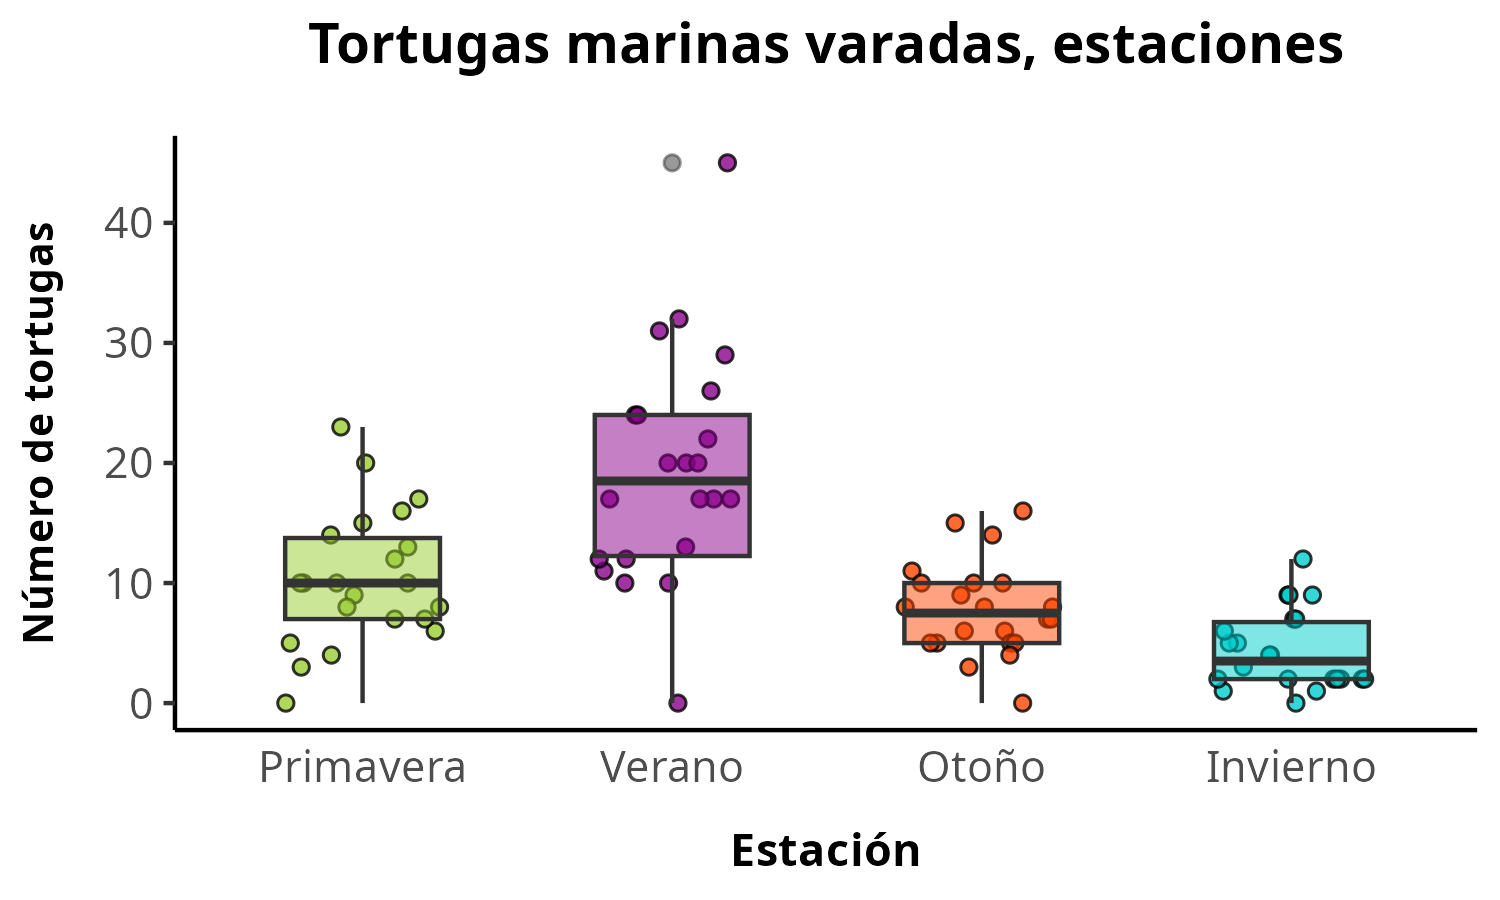 Tortugas marinas varadas, estaciones
Número de tortugas
40
30
20
10
0
Primavera
Verano
Otoño
Invierno
Estación